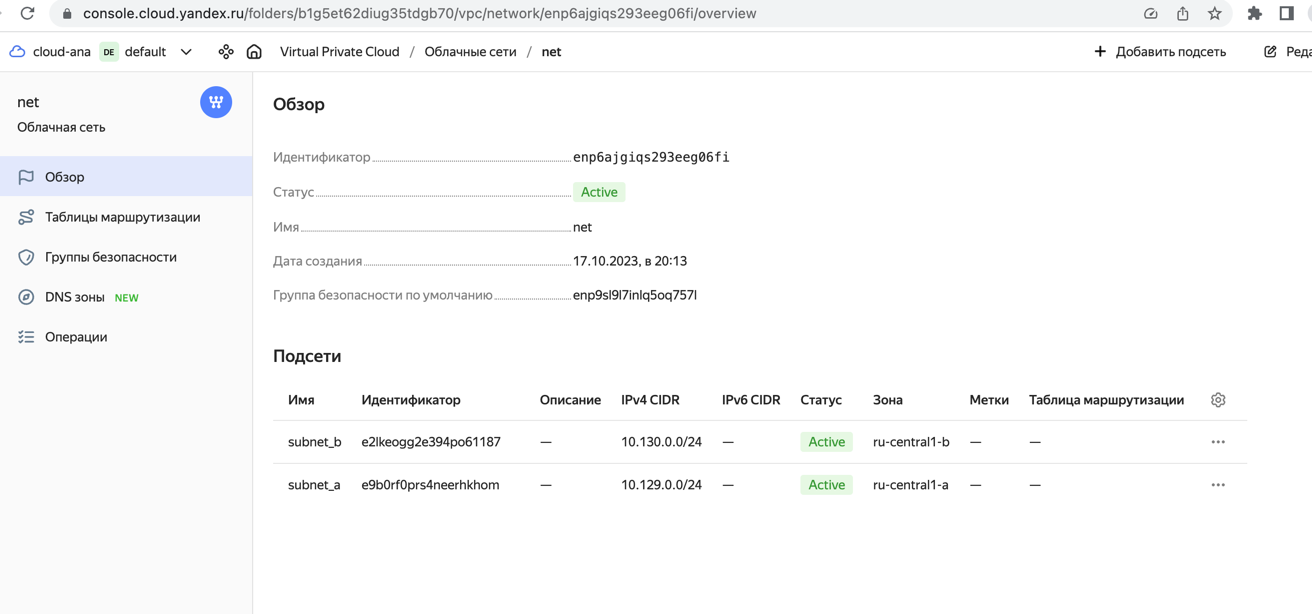 console.cloud.yandex.ru/folders/b1g5et62diug35tdgb70/vpc/network/enp6ajgiqs293eeg06fi/overview
cloud-ana DE default Virtual Private Cloud / Облачные сети / net + Добавить подсеть Реда
net
Облачная сеть
Обзор
Таблицы маршрутизации
Группы безопасности
DNS зоны NEW
Операции
Обзор
Идентификатор enp6ajgiqs293eeg06fi
Статус Active
Имя net
Дата создания 17.10.2023, в 20:13
Группа безопасности по умолчанию enp9sl9l7inlq5oq757l
Подсети
Имя Идентификатор Описание IPv4 CIDR IPv6 CIDR Статус Зона Метки Таблица маршрутизации
subnet_b e2lkeogg2e394po61187 — 10.130.0.0/24 — Active ru-central1-b — —
subnet_a e9b0rf0prs4neerhkhom — 10.129.0.0/24 — Active ru-central1-a — —